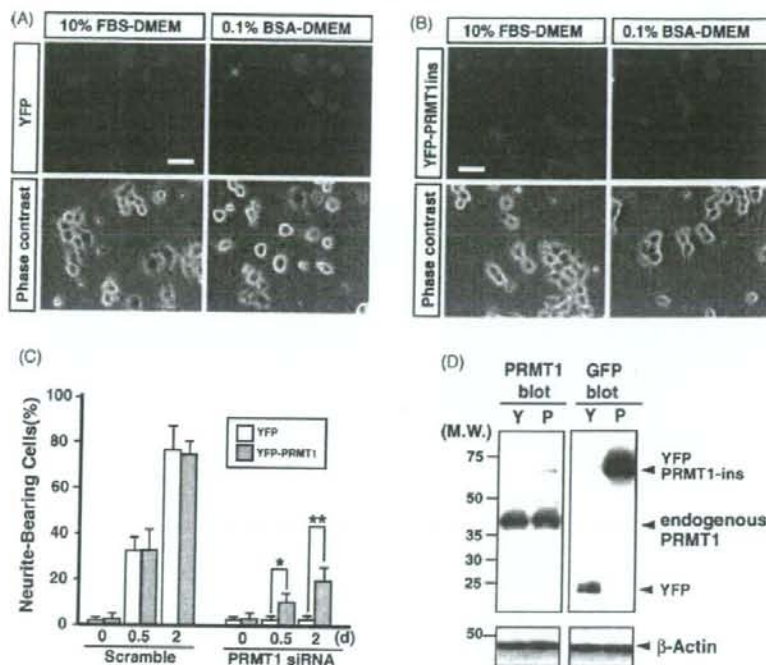 (A)
10% FBS-DMEM 0.1% BSA-DMEM
YFP
Phase contrast
(B)
10% FBS-DMEM 0.1% BSA-DMEM
YFP-PRMT1ins
Phase contrast
(C)
Neurite-Bearing Cells(%)
100
80
60
40
20
0
YFP
YFP-PRMT1
* **
0 0.5 2 0 0.5 2 (d)
Scramble PRMT1 siRNA
(D)
PRMT1 blot GFP blot
Y P Y P
(M.W.)
75
50
35
25
50
YFP
PRMT1-ins
endogenous
PRMT1
YFP
β-Actin